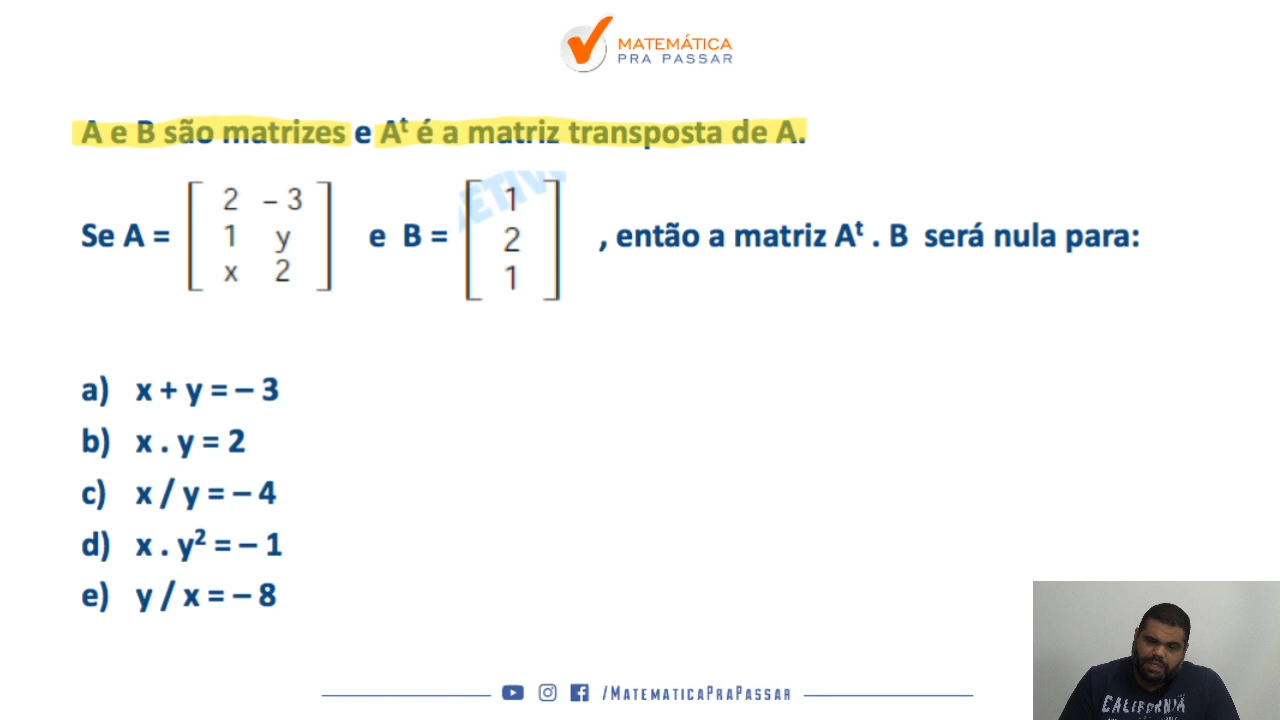 MATEMÁTICA
PRA PASSAR
A e B são matrizes e Aᵗ é a matriz transposta de A.
Se A = [ 2 – 3 ] e B = [ 1 ] , então a matriz Aᵗ . B será nula para:
1 y 2
x 2 1
a) x + y = – 3
b) x . y = 2
c) x / y = – 4
d) x . y² = – 1
e) y / x = – 8
/MatematicaPraPassar
CALIFORNIA